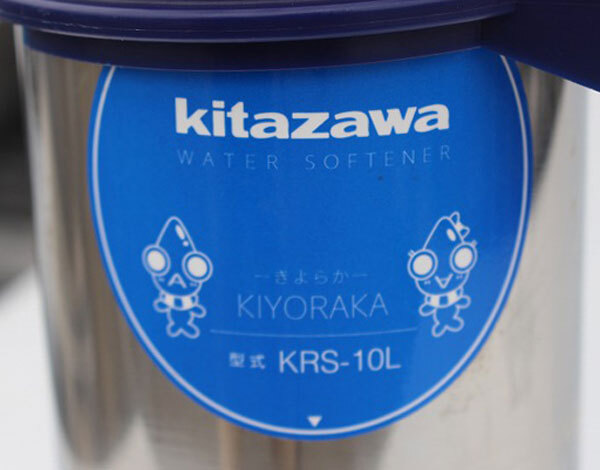 kitazawa
WATER SOFTENER
ーきよらかー
KIYORAKA
型式 KRS-10L